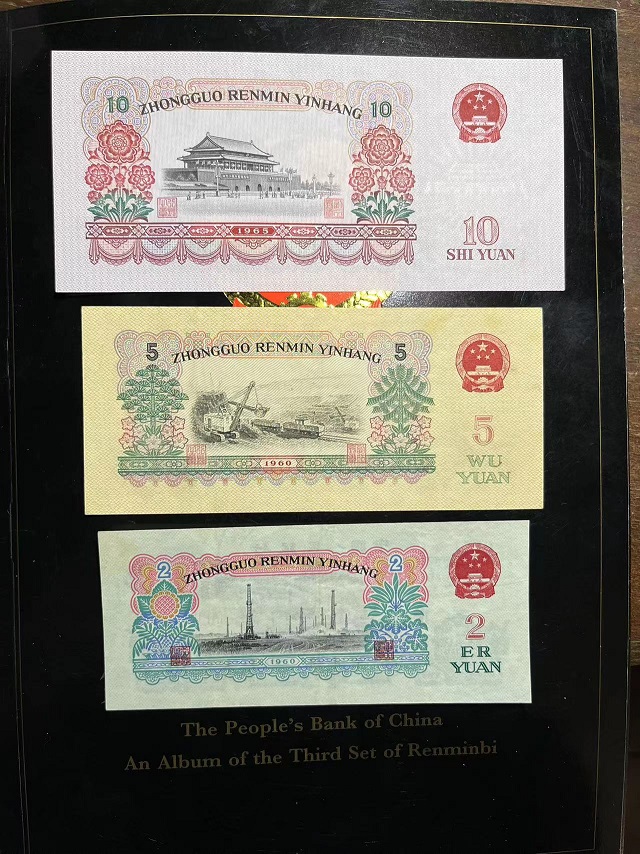 10 ZHONGGUO RENMIN YINHANG 10
1965
10
SHI YUAN
5 ZHONGGUO RENMIN YINHANG 5
1960
5
WU
YUAN
2 ZHONGGUO RENMIN YINHANG 2
1960
2
ER
YUAN
The People's Bank of China
An Album of the Third Set of Renminbi